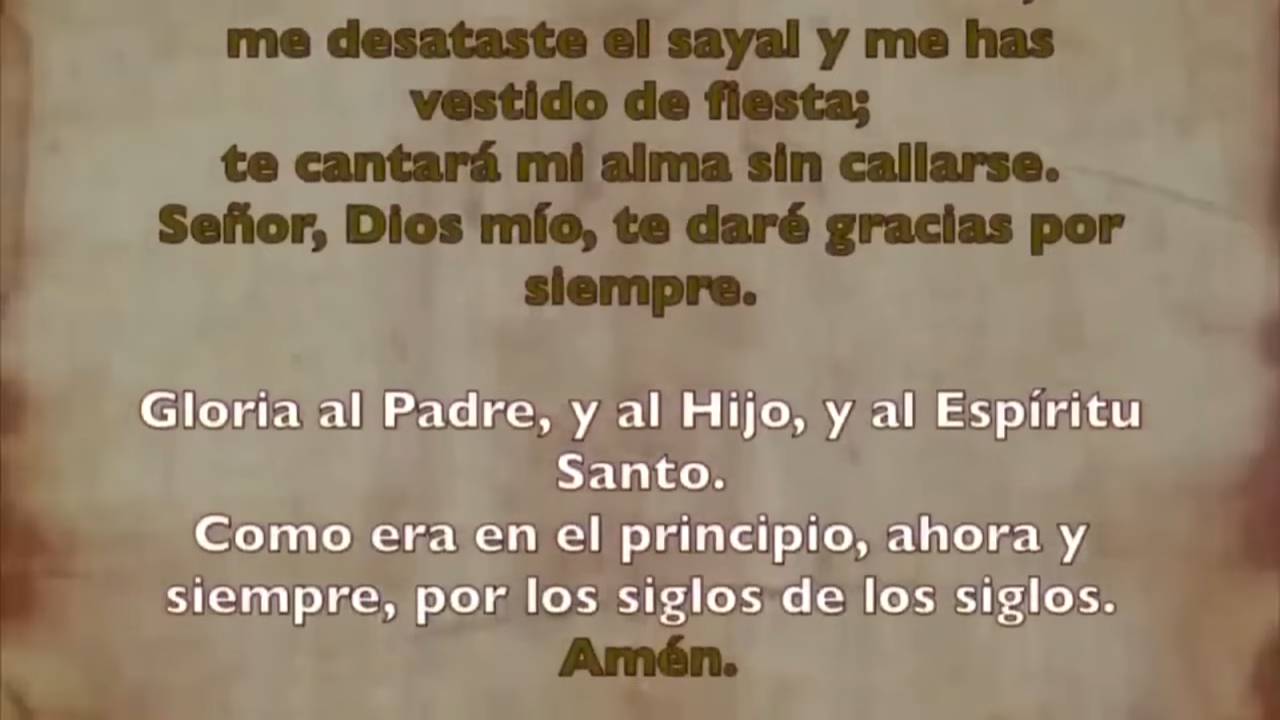 me desataste el sayal y me has
vestido de fiesta;
te cantará mi alma sin callarse.
Señor, Dios mío, te daré gracias por
siempre.
Gloria al Padre, y al Hijo, y al Espíritu
Santo.
Como era en el principio, ahora y
siempre, por los siglos de los siglos.
Amén.